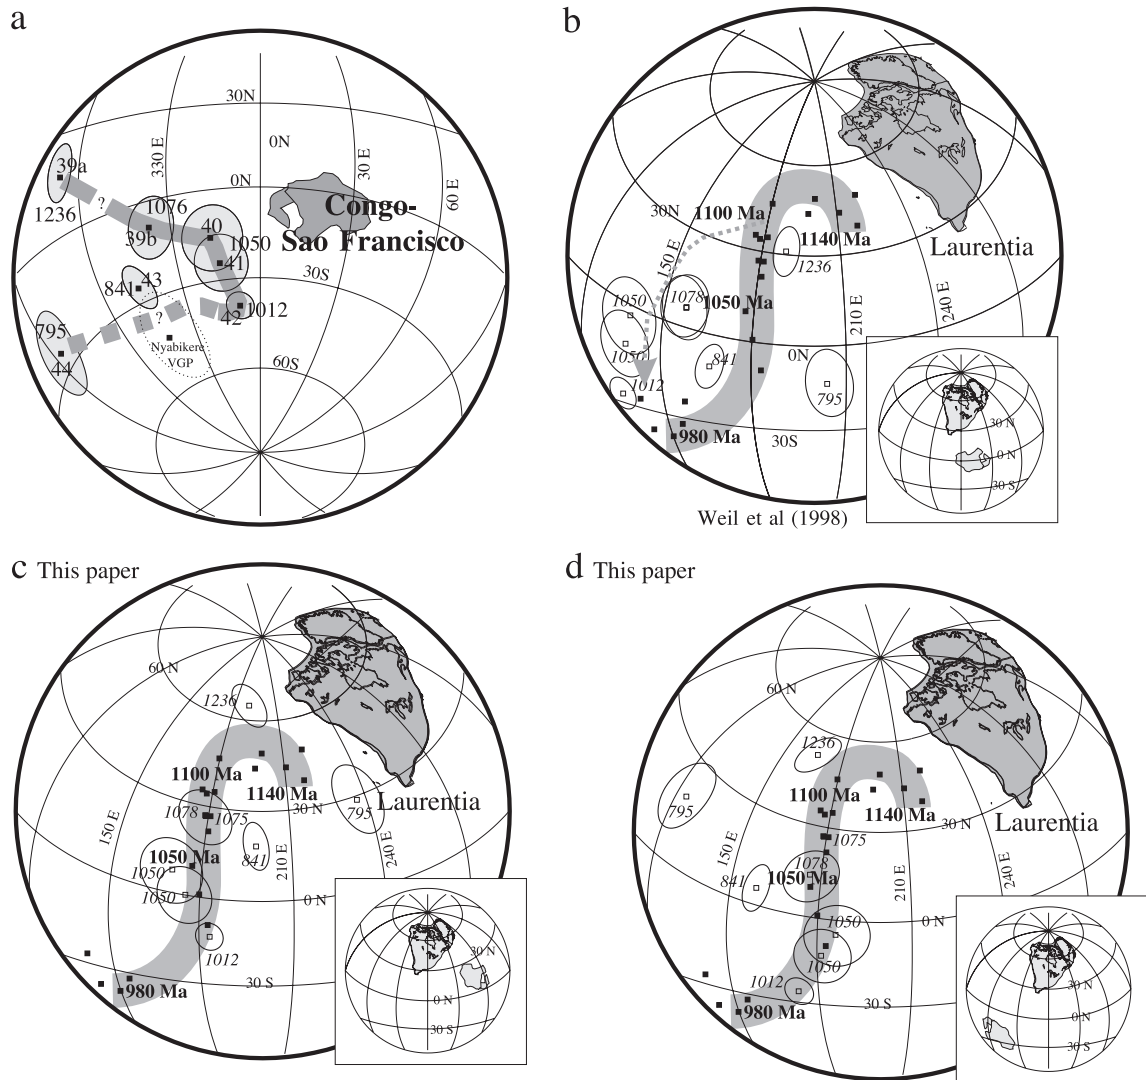 a
30N
0N
330 E
30 E
60 E
39a
0N
1236
?
1076
Congo-
40
39b
1050
Sao Francisco
41
30S
43
841
42
1012
795
?
Nyabikere
VGP
44
60S
b
30N
1100 Ma
1140 Ma
Laurentia
150 E
1236
1050
1078
1050 Ma
210 E
240 E
1050
841
0N
1012
795
980 Ma
30S
30 N
0 N
30 S
Weil et al (1998)
c This paper
60 N
1236
1100 Ma
1140 Ma
30 N
Laurentia
1078
1075
795
150 E
1050 Ma
841
1050
210 E
240 E
1050
0 N
1012
30 S
980 Ma
30 N
0 N
30 S
d This paper
60 N
1236
795
1100 Ma
1140 Ma
30 N
Laurentia
1075
150 E
1078
1050 Ma
841
210 E
240 E
1050
0 N
1050
1012
30 S
980 Ma
30 N
0 N
30 S